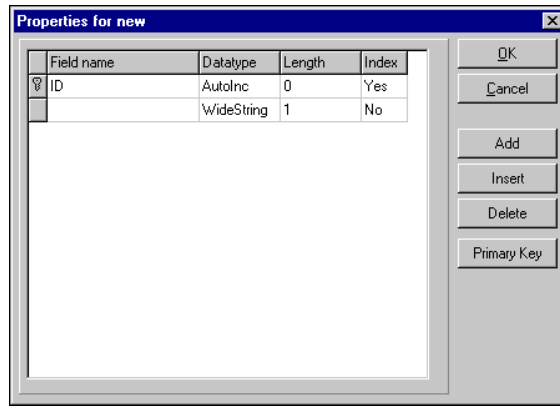 Properties for new
Field name Datatype Length Index
ID AutoInc 0 Yes
WideString 1 No
OK
Cancel
Add
Insert
Delete
Primary Key